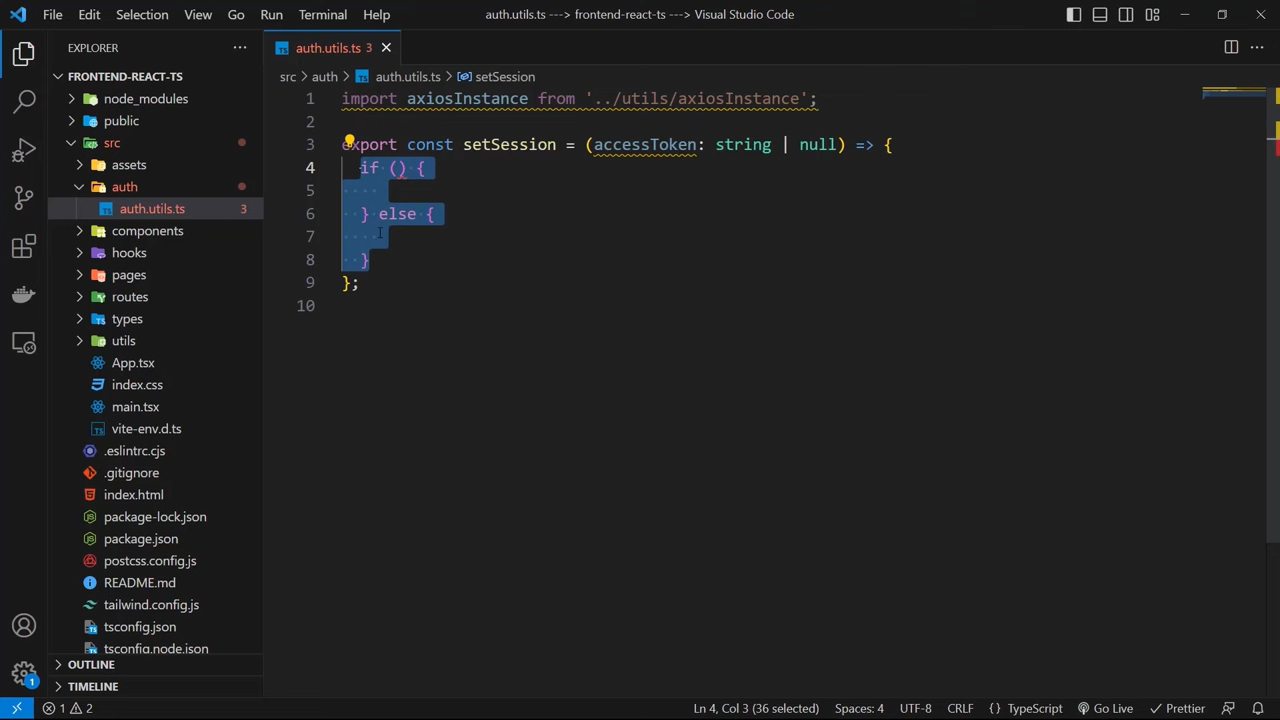 File Edit Selection View Go Run Terminal Help
auth.utils.ts ---> frontend-react-ts ---> Visual Studio Code
EXPLORER
FRONTEND-REACT-TS
node_modules
public
src
assets
auth
auth.utils.ts 3
components
hooks
pages
routes
types
utils
App.tsx
index.css
main.tsx
vite-env.d.ts
.eslintrc.cjs
.gitignore
index.html
package-lock.json
package.json
postcss.config.js
README.md
tailwind.config.js
tsconfig.json
tsconfig.node.json
OUTLINE
TIMELINE
auth.utils.ts 3
src > auth > auth.utils.ts > setSession
1 import axiosInstance from '../utils/axiosInstance';
2
3 export const setSession = (accessToken: string | null) => {
4 if () {
5
6 } else {
7
8 }
9 };
10
1
1 2
Ln 4, Col 3 (36 selected) Spaces: 4 UTF-8 CRLF {} TypeScript Go Live Prettier